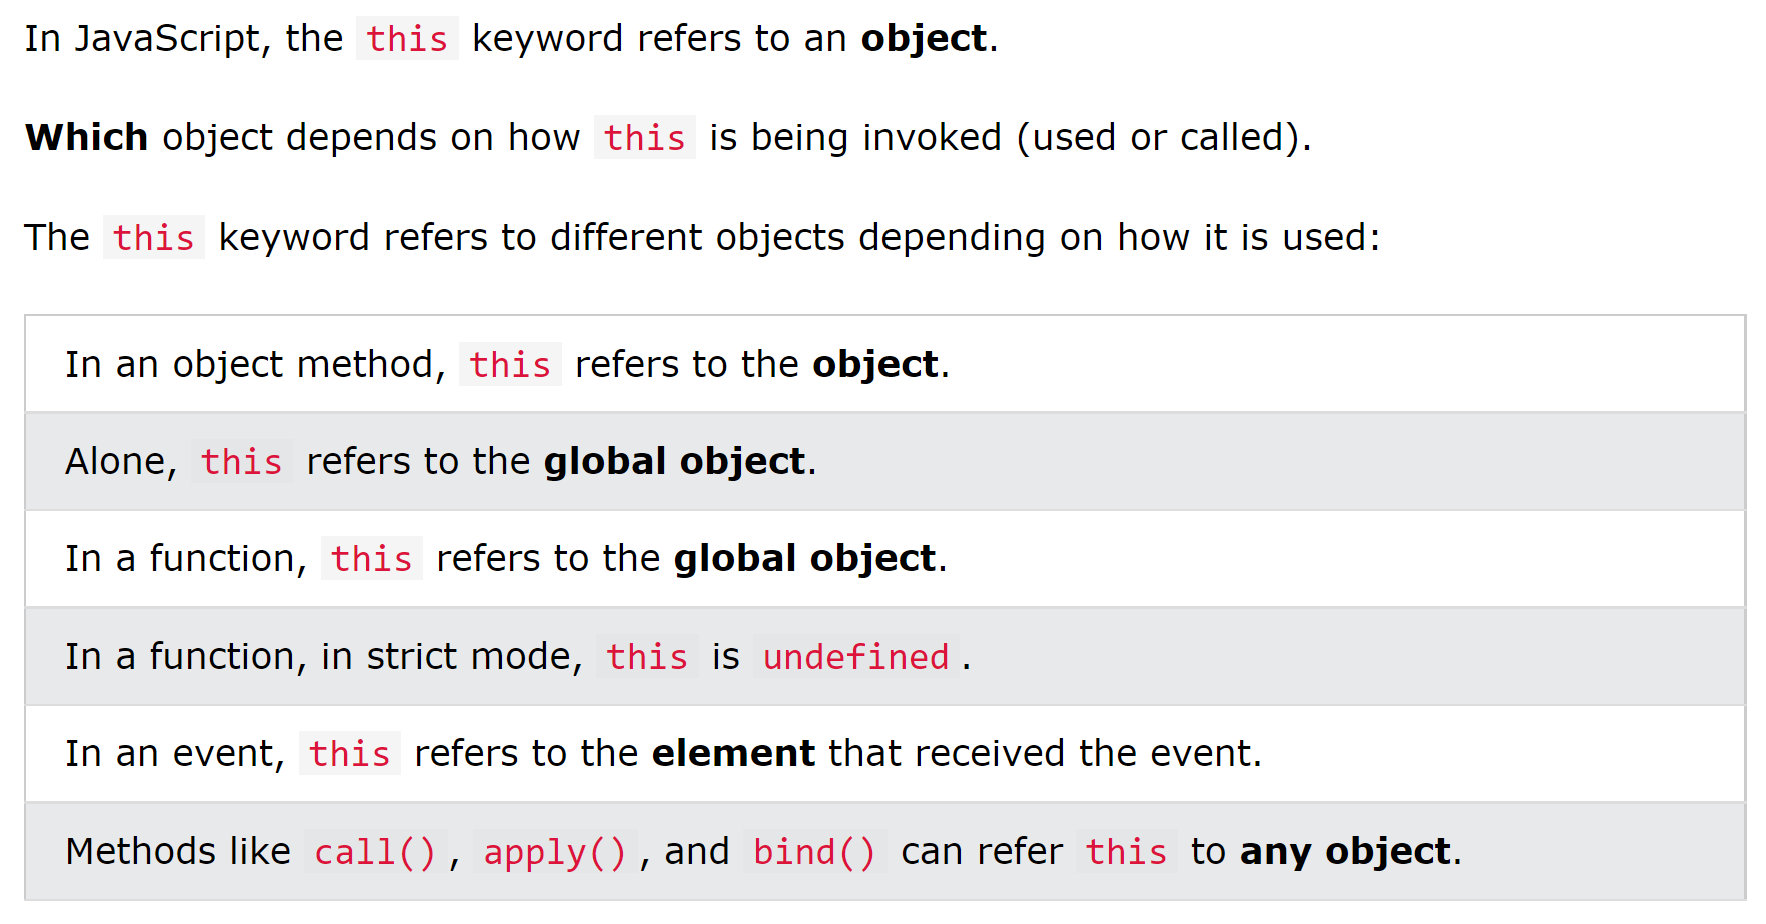 In JavaScript, the this keyword refers to an object.
Which object depends on how this is being invoked (used or called).
The this keyword refers to different objects depending on how it is used:
In an object method, this refers to the object.
Alone, this refers to the global object.
In a function, this refers to the global object.
In a function, in strict mode, this is undefined.
In an event, this refers to the element that received the event.
Methods like call(), apply(), and bind() can refer this to any object.